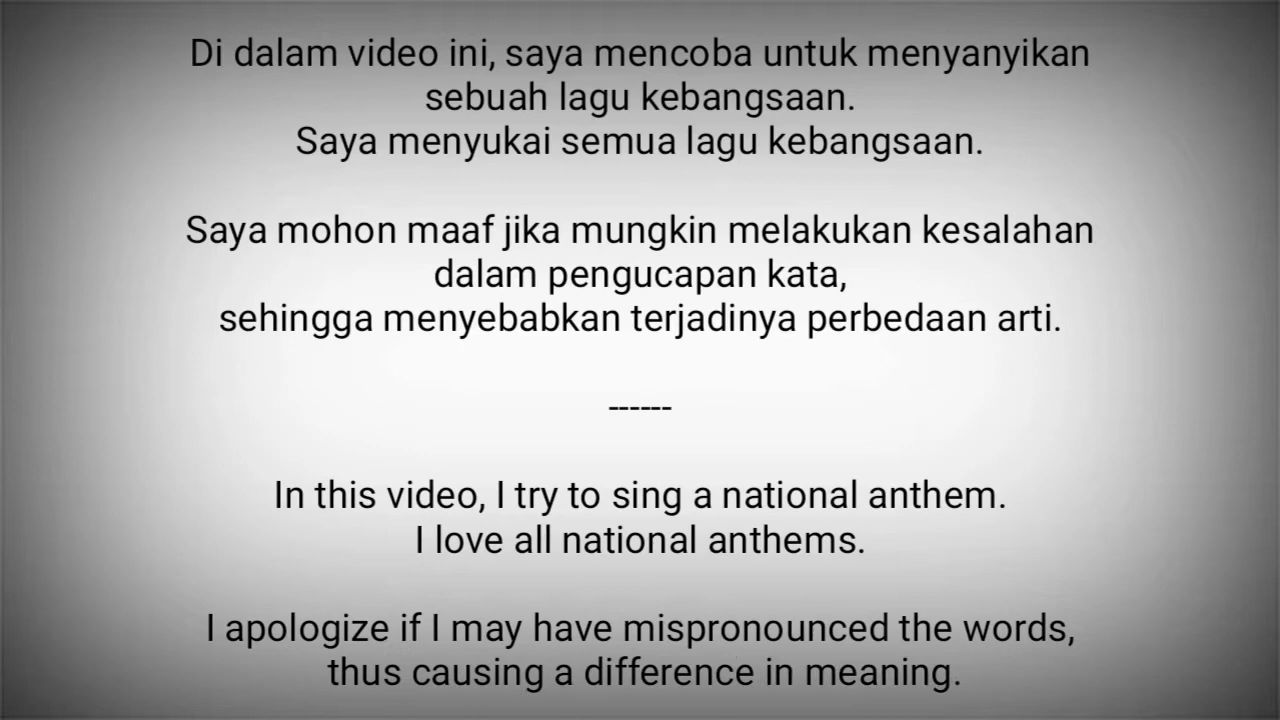 Di dalam video ini, saya mencoba untuk menyanyikan
sebuah lagu kebangsaan.
Saya menyukai semua lagu kebangsaan.
Saya mohon maaf jika mungkin melakukan kesalahan
dalam pengucapan kata,
sehingga menyebabkan terjadinya perbedaan arti.
------
In this video, I try to sing a national anthem.
I love all national anthems.
I apologize if I may have mispronounced the words,
thus causing a difference in meaning.